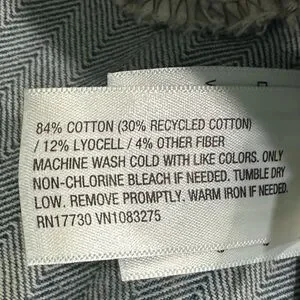 84% COTTON (30% RECYCLED COTTON)
/ 12% LYOCELL / 4% OTHER FIBER
MACHINE WASH COLD WITH LIKE COLORS. ONLY
NON-CHLORINE BLEACH IF NEEDED. TUMBLE DRY
LOW. REMOVE PROMPTLY. WARM IRON IF NEEDED.
RN17730 VN1083275